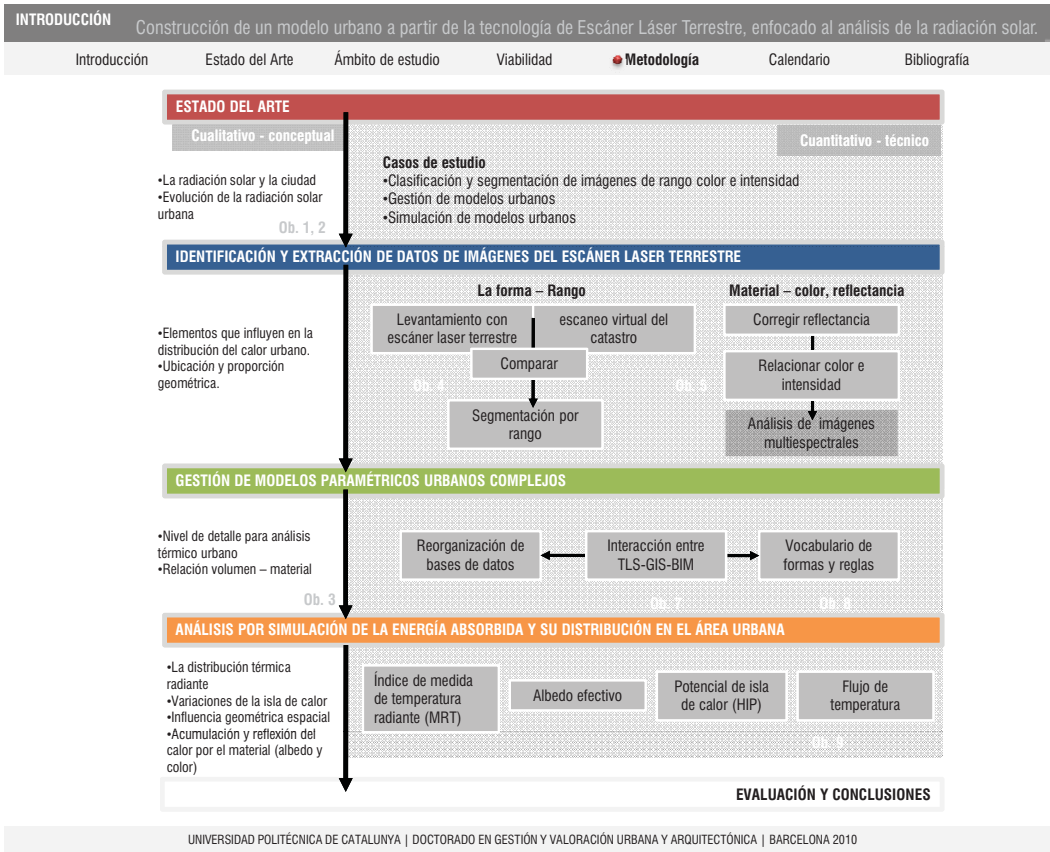 INTRODUCCIÓN
Construcción de un modelo urbano a partir de la tecnología de Escáner Láser Terrestre, enfocado al análisis de la radiación solar.
Introducción Estado del Arte Ámbito de estudio Viabilidad Metodología Calendario Bibliografía
ESTADO DEL ARTE
Cualitativo - conceptual
Cuantitativo - técnico
•La radiación solar y la ciudad
•Evolución de la radiación solar
urbana
Ob. 1, 2
Casos de estudio
•Clasificación y segmentación de imágenes de rango color e intensidad
•Gestión de modelos urbanos
•Simulación de modelos urbanos
IDENTIFICACIÓN Y EXTRACCIÓN DE DATOS DE IMÁGENES DEL ESCÁNER LASER TERRESTRE
•Elementos que influyen en la
distribución del calor urbano.
•Ubicación y proporción
geométrica.
La forma – Rango
Levantamiento con
escáner laser terrestre
escaneo virtual del
catastro
Comparar
Ob. 4
Ob. 5
Segmentación por
rango
Material – color, reflectancia
Corregir reflectancia
Relacionar color e
intensidad
Análisis de imágenes
multiespectrales
GESTIÓN DE MODELOS PARAMÉTRICOS URBANOS COMPLEJOS
•Nivel de detalle para análisis
térmico urbano
•Relación volumen – material
Ob. 3
Reorganización de
bases de datos
Interacción entre
TLS-GIS-BIM
Vocabulario de
formas y reglas
Ob. 7
Ob. 8
ANÁLISIS POR SIMULACIÓN DE LA ENERGÍA ABSORBIDA Y SU DISTRIBUCIÓN EN EL ÁREA URBANA
•La distribución térmica
radiante
•Variaciones de la isla de calor
•Influencia geométrica espacial
•Acumulación y reflexión del
calor por el material (albedo y
color)
Índice de medida
de temperatura
radiante (MRT)
Albedo efectivo
Potencial de isla
de calor (HIP)
Flujo de
temperatura
Ob. 9
EVALUACIÓN Y CONCLUSIONES
UNIVERSIDAD POLITÉCNICA DE CATALUNYA | DOCTORADO EN GESTIÓN Y VALORACIÓN URBANA Y ARQUITECTÓNICA | BARCELONA 2010